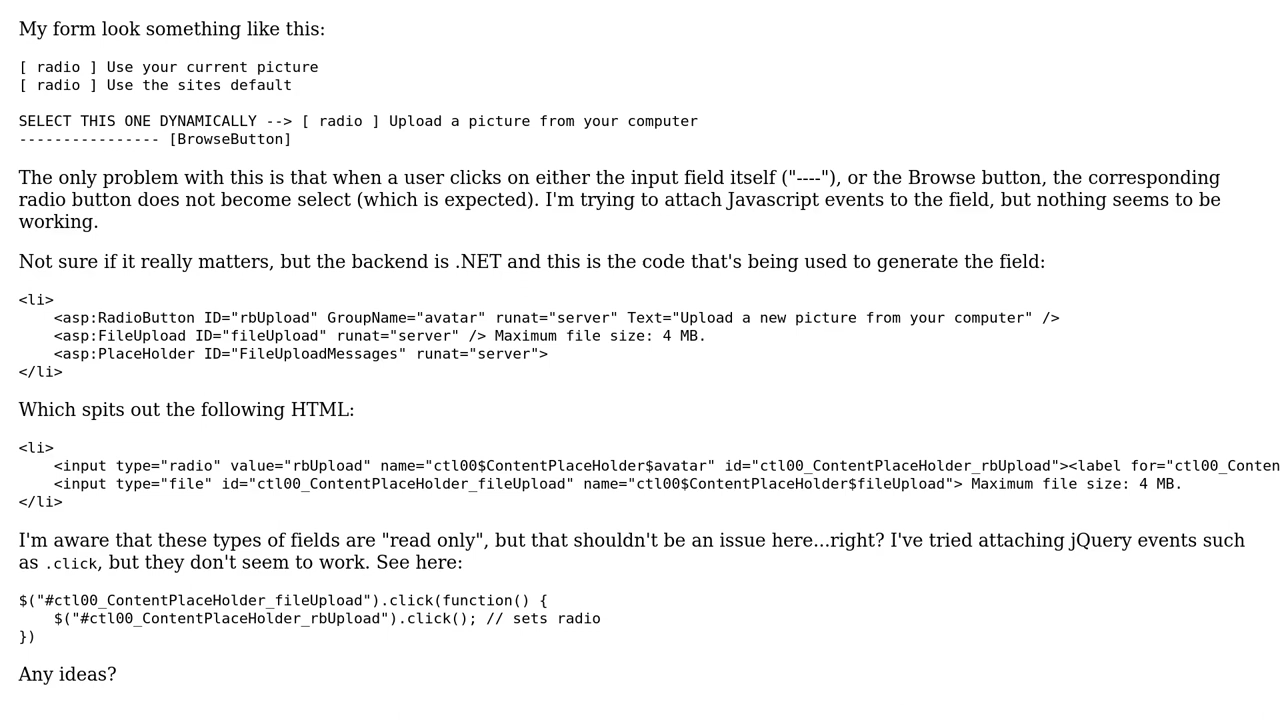 My form look something like this:
[ radio ] Use your current picture
[ radio ] Use the sites default
SELECT THIS ONE DYNAMICALLY --> [ radio ] Upload a picture from your computer
---------------- [BrowseButton]
The only problem with this is that when a user clicks on either the input field itself ("----"), or the Browse button, the corresponding
radio button does not become select (which is expected). I'm trying to attach Javascript events to the field, but nothing seems to be
working.
Not sure if it really matters, but the backend is .NET and this is the code that's being used to generate the field:
<li>
    <asp:RadioButton ID="rbUpload" GroupName="avatar" runat="server" Text="Upload a new picture from your computer" />
    <asp:FileUpload ID="fileUpload" runat="server" /> Maximum file size: 4 MB.
    <asp:PlaceHolder ID="FileUploadMessages" runat="server">
</li>
Which spits out the following HTML:
<li>
    <input type="radio" value="rbUpload" name="ctl00$ContentPlaceHolder$avatar" id="ctl00_ContentPlaceHolder_rbUpload"><label for="ctl00_Conten
    <input type="file" id="ctl00_ContentPlaceHolder_fileUpload" name="ctl00$ContentPlaceHolder$fileUpload"> Maximum file size: 4 MB.
</li>
I'm aware that these types of fields are "read only", but that shouldn't be an issue here...right? I've tried attaching jQuery events such
as .click, but they don't seem to work. See here:
$("#ctl00_ContentPlaceHolder_fileUpload").click(function() {
    $("#ctl00_ContentPlaceHolder_rbUpload").click(); // sets radio
})
Any ideas?